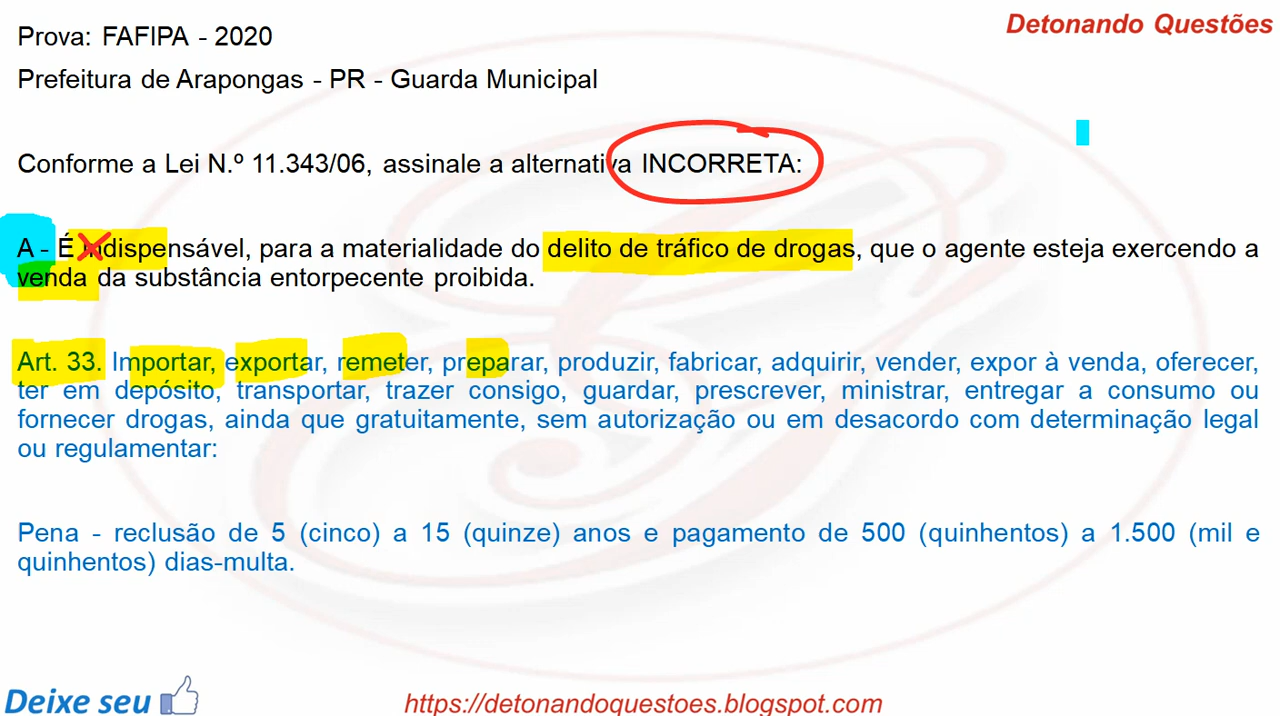 Detonando Questões
Prova: FAFIPA - 2020
Prefeitura de Arapongas - PR - Guarda Municipal
Conforme a Lei N.º 11.343/06, assinale a alternativa INCORRETA:
A - É indispensável, para a materialidade do delito de tráfico de drogas, que o agente esteja exercendo a
venda da substância entorpecente proibida.
Art. 33. Importar, exportar, remeter, preparar, produzir, fabricar, adquirir, vender, expor à venda, oferecer,
ter em depósito, transportar, trazer consigo, guardar, prescrever, ministrar, entregar a consumo ou
fornecer drogas, ainda que gratuitamente, sem autorização ou em desacordo com determinação legal
ou regulamentar:
Pena - reclusão de 5 (cinco) a 15 (quinze) anos e pagamento de 500 (quinhentos) a 1.500 (mil e
quinhentos) dias-multa.
Deixe seu
https://detonandoquestoes.blogspot.com